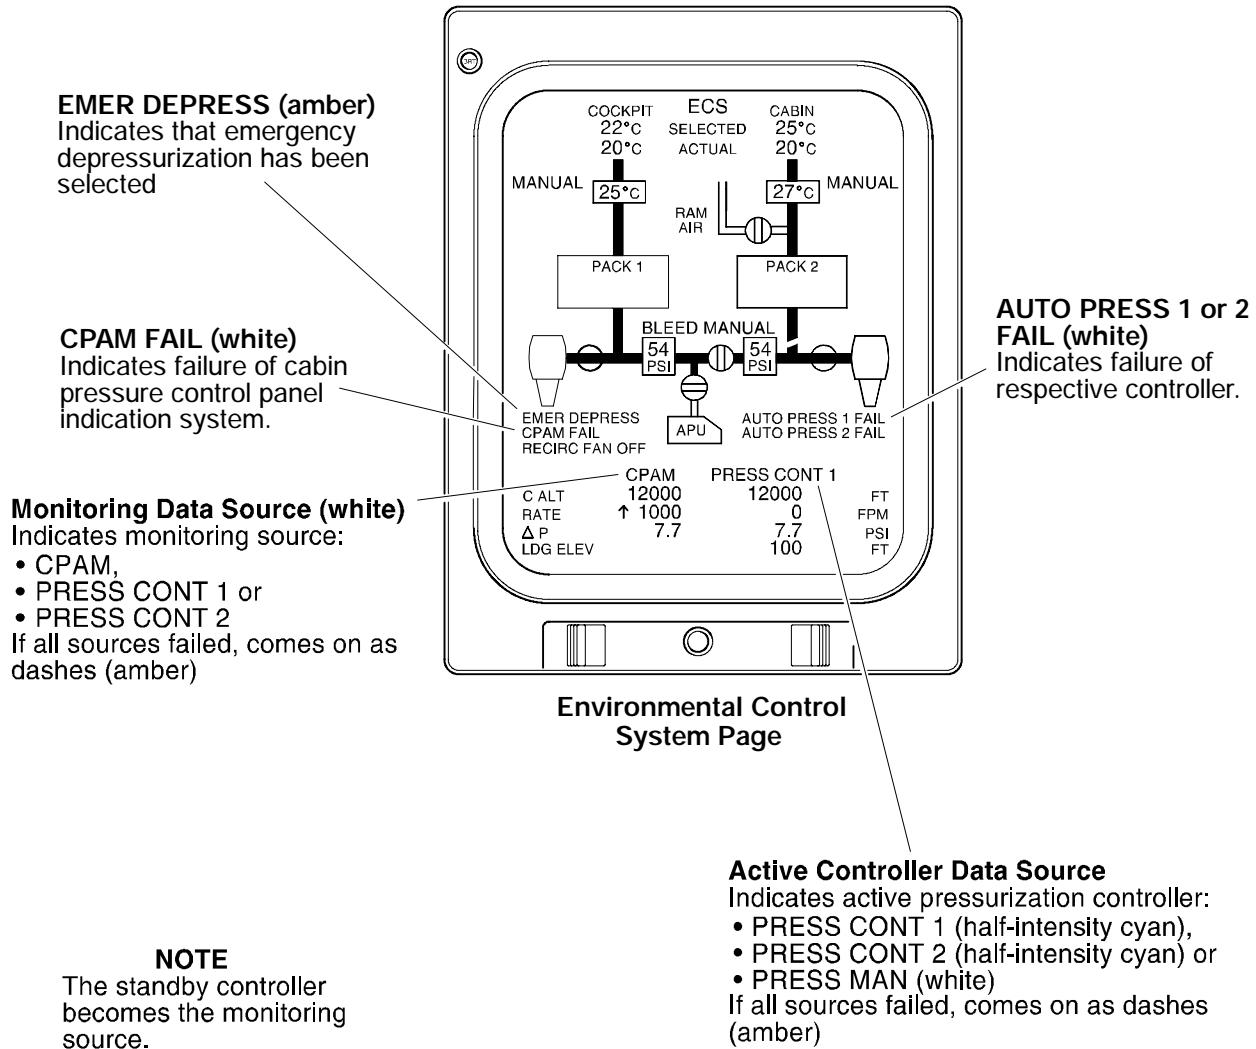 BRT
EMER DEPRESS (amber)
Indicates that emergency
depressurization has been
selected
CPAM FAIL (white)
Indicates failure of cabin
pressure control panel
indication system.
Monitoring Data Source (white)
Indicates monitoring source:
• CPAM,
• PRESS CONT 1 or
• PRESS CONT 2
If all sources failed, comes on as
dashes (amber)
COCKPIT ECS CABIN
22°C SELECTED 25°C
20°C ACTUAL 20°C
MANUAL 25°C 27°C MANUAL
RAM
AIR
PACK 1 PACK 2
BLEED MANUAL
54 54
PSI PSI
EMER DEPRESS
CPAM FAIL
RECIRC FAN OFF
APU
AUTO PRESS 1 FAIL
AUTO PRESS 2 FAIL
CPAM PRESS CONT 1
C ALT 12000 12000 FT
RATE ↑ 1000 0 FPM
Δ P 7.7 7.7 PSI
LDG ELEV 100 FT
AUTO PRESS 1 or 2
FAIL (white)
Indicates failure of
respective controller.
Environmental Control
System Page
Active Controller Data Source
Indicates active pressurization controller:
• PRESS CONT 1 (half-intensity cyan),
• PRESS CONT 2 (half-intensity cyan) or
• PRESS MAN (white)
If all sources failed, comes on as dashes
(amber)
NOTE
The standby controller
becomes the monitoring
source.